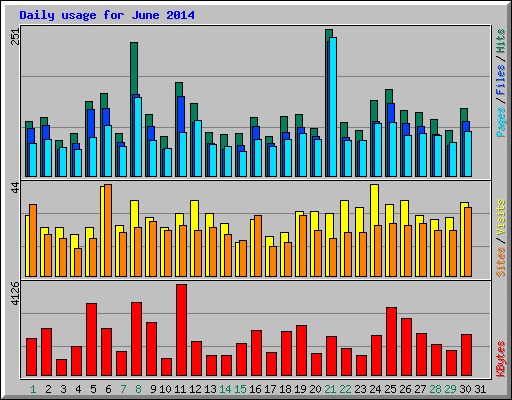 Daily usage for June 2014
251
Pages / Files / Hits
44
Sites / Visits
4126
KBytes
1 2 3 4 5 6 7 8 9 10 11 12 13 14 15 16 17 18 19 20 21 22 23 24 25 26 27 28 29 30 31